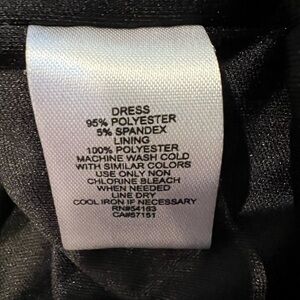 DRESS
95% POLYESTER
5% SPANDEX
LINING
100% POLYESTER
MACHINE WASH COLD
WITH SIMILAR COLORS
USE ONLY NON
CHLORINE BLEACH
WHEN NEEDED
LINE DRY
COOL IRON IF NECESSARY
RN#54163
CA#57151